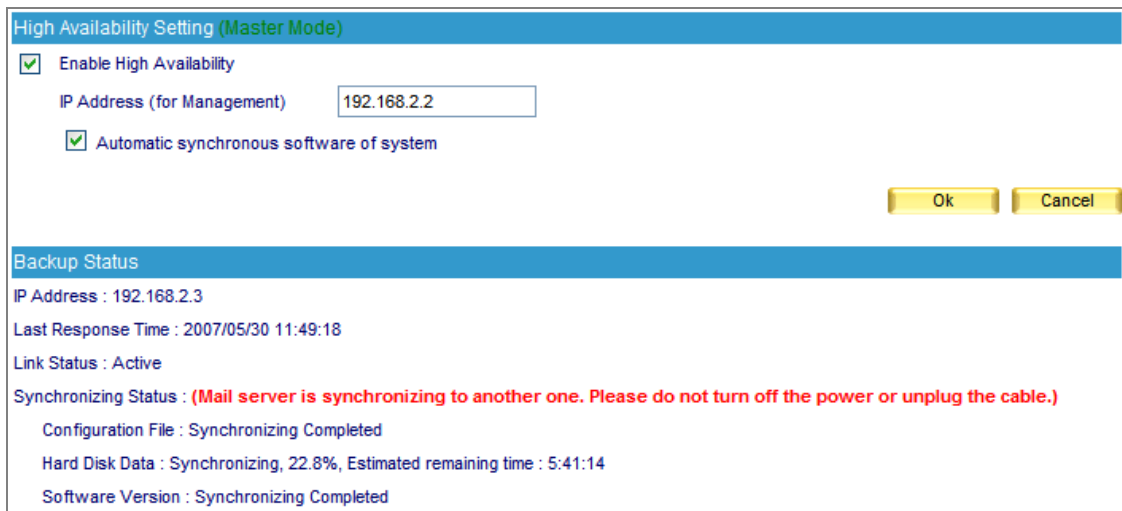 High Availability Setting (Master Mode)
Enable High Availability
IP Address (for Management) 192.168.2.2
Automatic synchronous software of system
Ok Cancel
Backup Status
IP Address : 192.168.2.3
Last Response Time : 2007/05/30 11:49:18
Link Status : Active
Synchronizing Status : (Mail server is synchronizing to another one. Please do not turn off the power or unplug the cable.)
Configuration File : Synchronizing Completed
Hard Disk Data : Synchronizing, 22.8%, Estimated remaining time : 5:41:14
Software Version : Synchronizing Completed